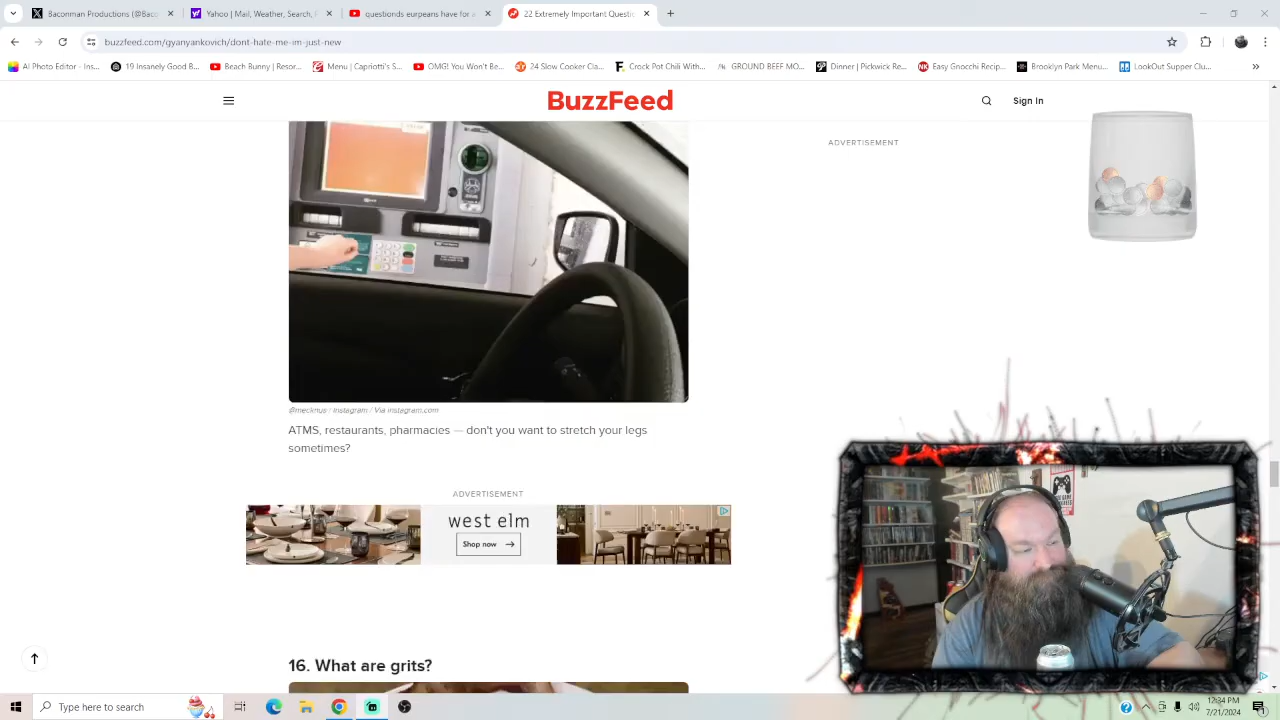 Baconman Productions (@Baco
Yahoo | Mail, Weather, Search, F
questions surpeans have for a
22 Extremely Important Questio
buzzfeed.com/gyanyankovich/dont-hate-me-im-just-new
AI Photo Editor - Ins...
19 Insanely Good B...
Beach Bunny | Resor...
Menu | Capriotti's S...
OMG! You Won't Be...
24 Slow Cooker Cla...
Crock Pot Chili With...
GROUND BEEF MO...
Dinner | Pickwick Re...
Easy Gnocchi Recip...
Brooklyn Park Menu...
LookOut Supper Clu...
BuzzFeed
Sign In
ADVERTISEMENT
@mecknus / Instagram / Via instagram.com
ATMS, restaurants, pharmacies — don't you want to stretch your legs
sometimes?
ADVERTISEMENT
west elm
Shop now
16. What are grits?
Type here to search
12:34 PM
7/21/2024